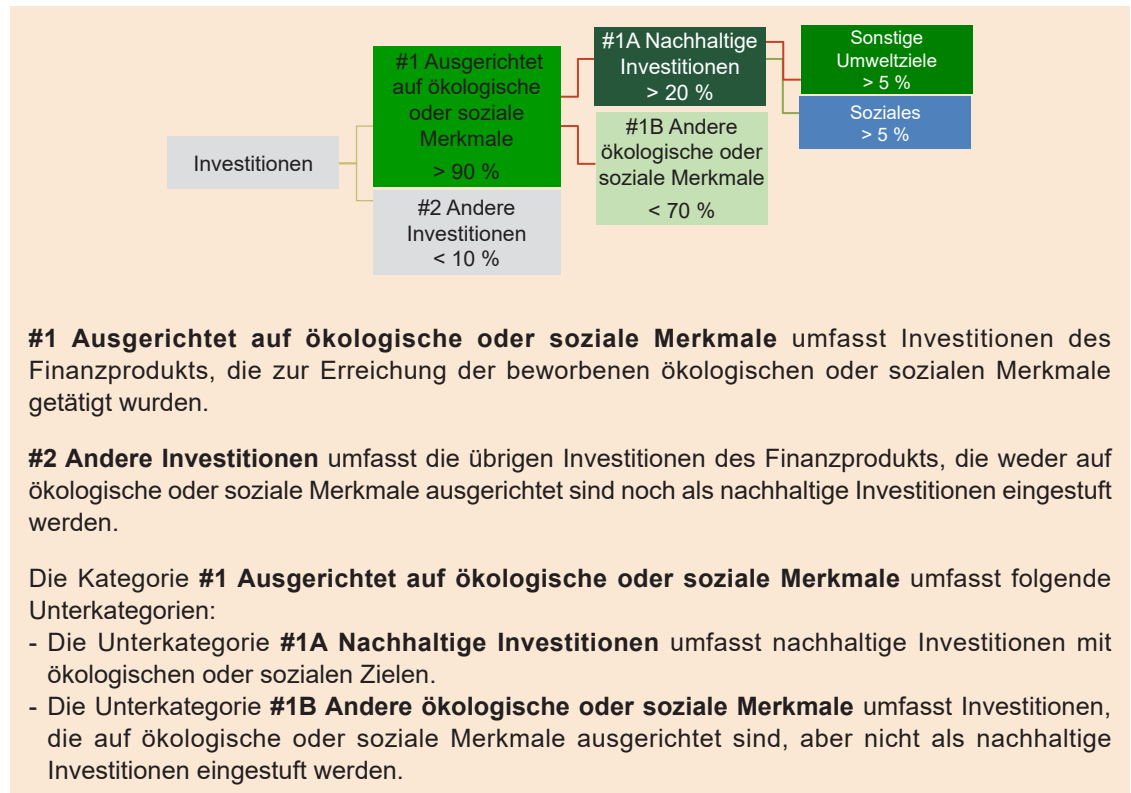 Investitionen
#1 Ausgerichtet
auf ökologische
oder soziale
Merkmale
> 90 %
#2 Andere
Investitionen
< 10 %
#1A Nachhaltige
Investitionen
> 20 %
#1B Andere
ökologische oder
soziale Merkmale
< 70 %
Sonstige
Umweltziele
> 5 %
Soziales
> 5 %
#1 Ausgerichtet auf ökologische oder soziale Merkmale umfasst Investitionen des
Finanzprodukts, die zur Erreichung der beworbenen ökologischen oder sozialen Merkmale
getätigt wurden.
#2 Andere Investitionen umfasst die übrigen Investitionen des Finanzprodukts, die weder auf
ökologische oder soziale Merkmale ausgerichtet sind noch als nachhaltige Investitionen eingestuft
werden.
Die Kategorie #1 Ausgerichtet auf ökologische oder soziale Merkmale umfasst folgende
Unterkategorien:
- Die Unterkategorie #1A Nachhaltige Investitionen umfasst nachhaltige Investitionen mit
ökologischen oder sozialen Zielen.
- Die Unterkategorie #1B Andere ökologische oder soziale Merkmale umfasst Investitionen,
die auf ökologische oder soziale Merkmale ausgerichtet sind, aber nicht als nachhaltige
Investitionen eingestuft werden.